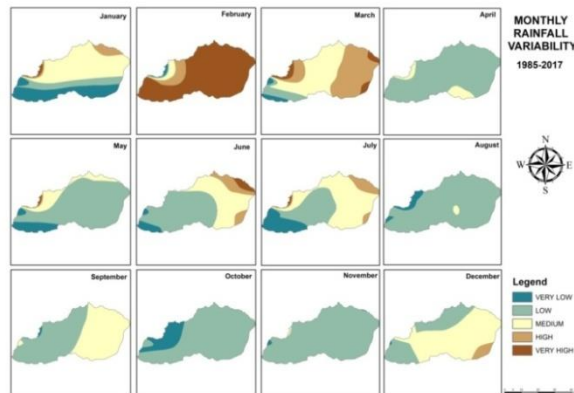 January
February
March
April
MONTHLY
RAINFALL
VARIABILITY
1985-2017
May
June
July
August
N
W
E
S
September
October
November
December
Legend
VERY LOW
LOW
MEDIUM
HIGH
VERY HIGH